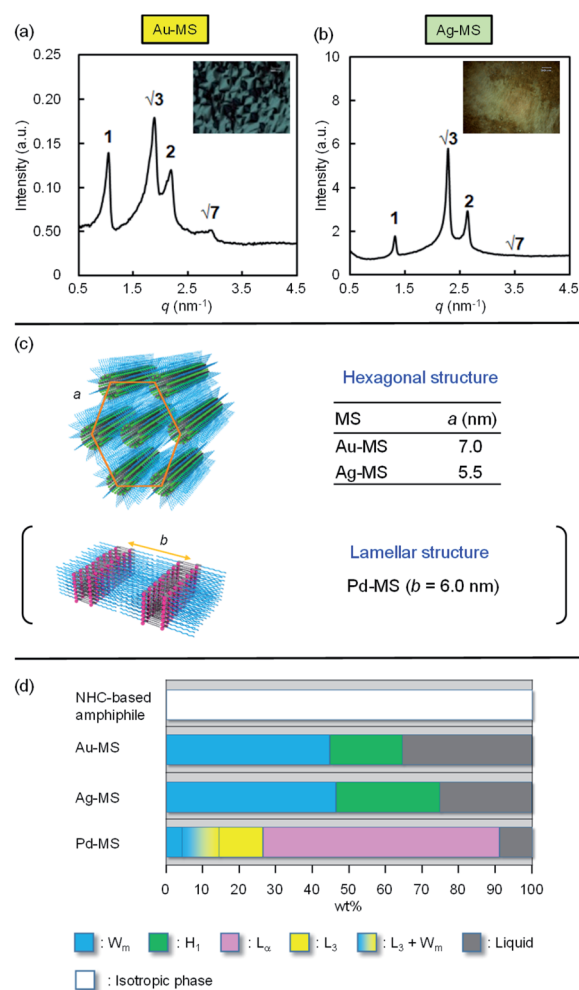 (a)
Au-MS
(b)
Ag-MS
0.25
0.20
0.15
0.10
0.50
0
Intensity (a.u.)
1
√3
2
√7
0.5
1.5
2.5
3.5
4.5
q (nm⁻¹)
10
8
6
4
2
0
Intensity (a.u.)
1
√3
2
√7
0.5
1.5
2.5
3.5
4.5
q (nm⁻¹)
(c)
a
Hexagonal structure
MS a (nm)
Au-MS 7.0
Ag-MS 5.5
b
Lamellar structure
Pd-MS (b = 6.0 nm)
(d)
NHC-based
amphiphile
Au-MS
Ag-MS
Pd-MS
0 10 20 30 40 50 60 70 80 90 100
wt%
: Wₘ : H₁ : Lα : L₃ : L₃ + Wₘ : Liquid
: Isotropic phase